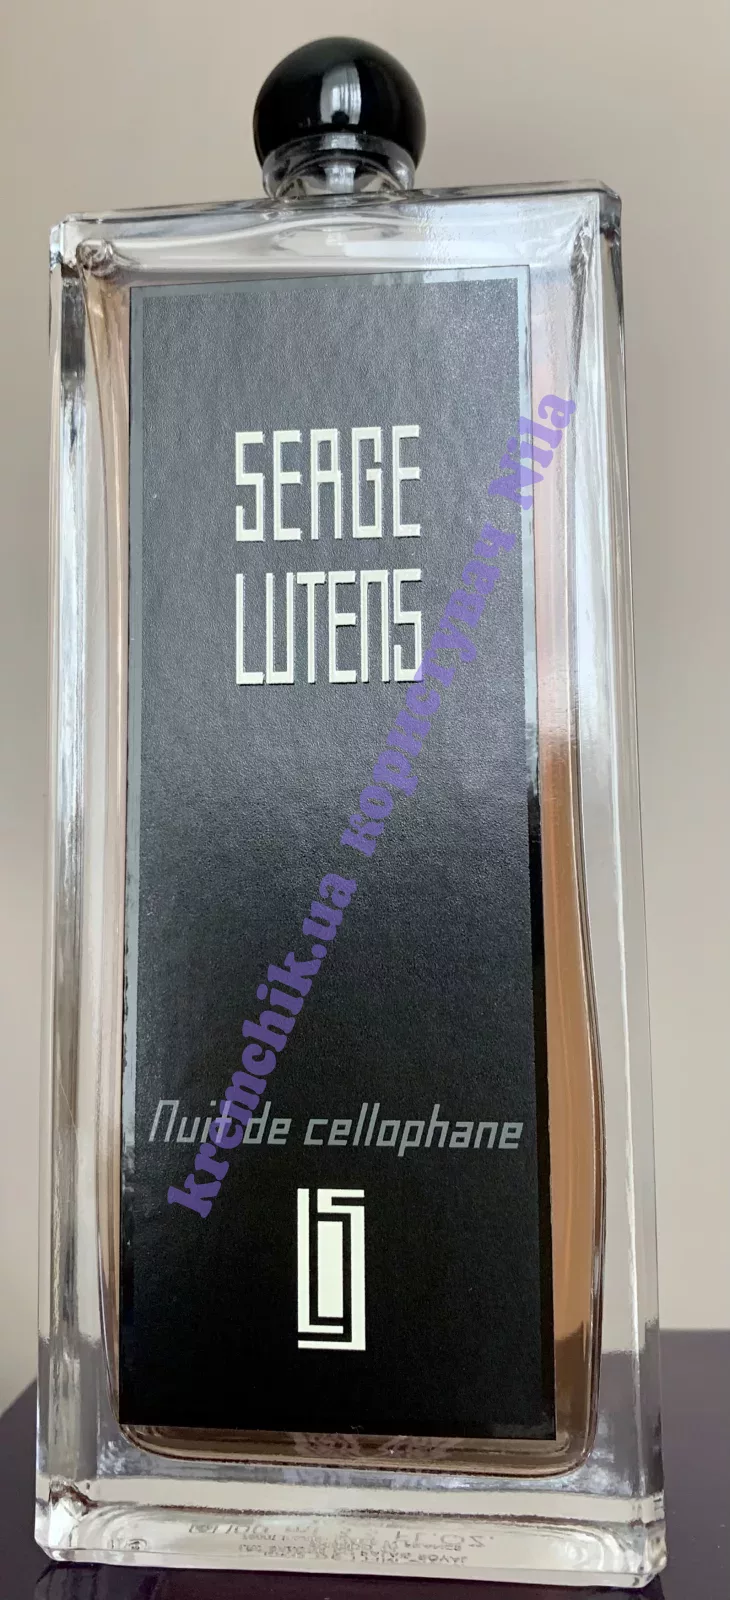 SERGE
LUTENS
kremchik.ua користувач Nila
Nuit de cellophane